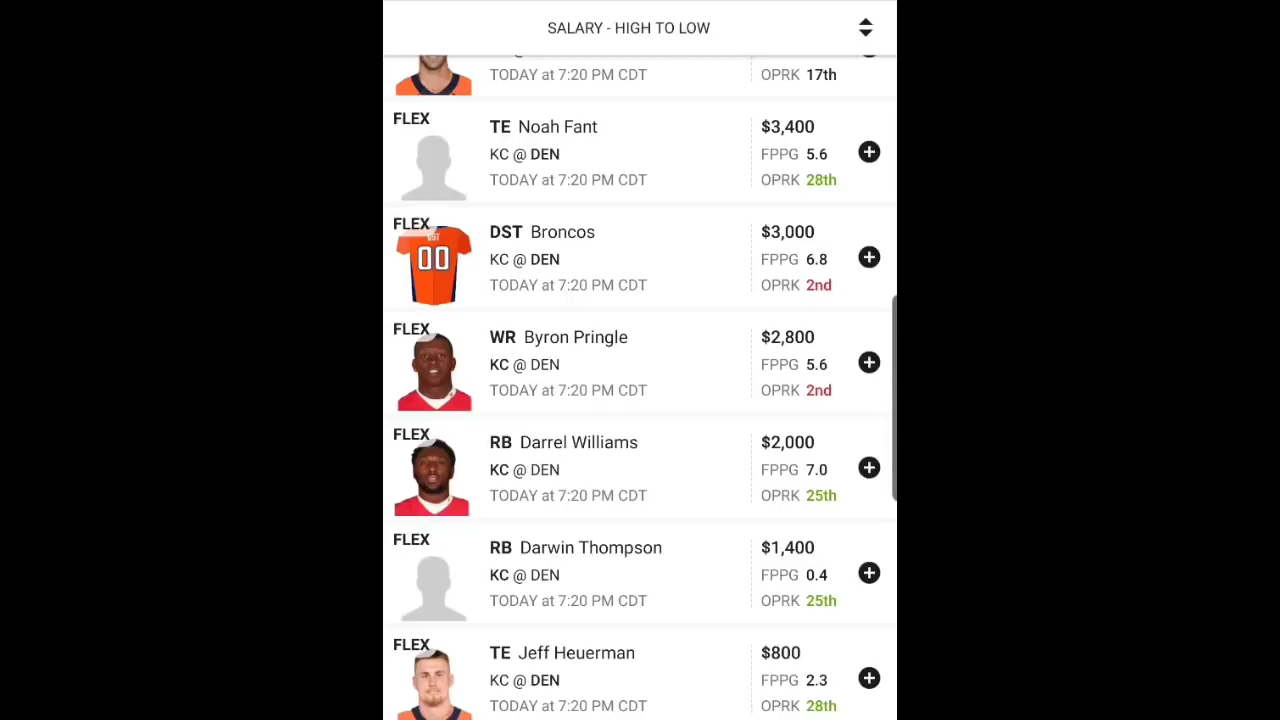 SALARY - HIGH TO LOW
TODAY at 7:20 PM CDT
OPRK 17th
FLEX
TE Noah Fant
$3,400
KC @ DEN
FPPG 5.6
TODAY at 7:20 PM CDT
OPRK 28th
FLEX
DST
00
DST Broncos
$3,000
KC @ DEN
FPPG 6.8
TODAY at 7:20 PM CDT
OPRK 2nd
FLEX
WR Byron Pringle
$2,800
KC @ DEN
FPPG 5.6
TODAY at 7:20 PM CDT
OPRK 2nd
FLEX
RB Darrel Williams
$2,000
KC @ DEN
FPPG 7.0
TODAY at 7:20 PM CDT
OPRK 25th
FLEX
RB Darwin Thompson
$1,400
KC @ DEN
FPPG 0.4
TODAY at 7:20 PM CDT
OPRK 25th
FLEX
TE Jeff Heuerman
$800
KC @ DEN
FPPG 2.3
TODAY at 7:20 PM CDT
OPRK 28th